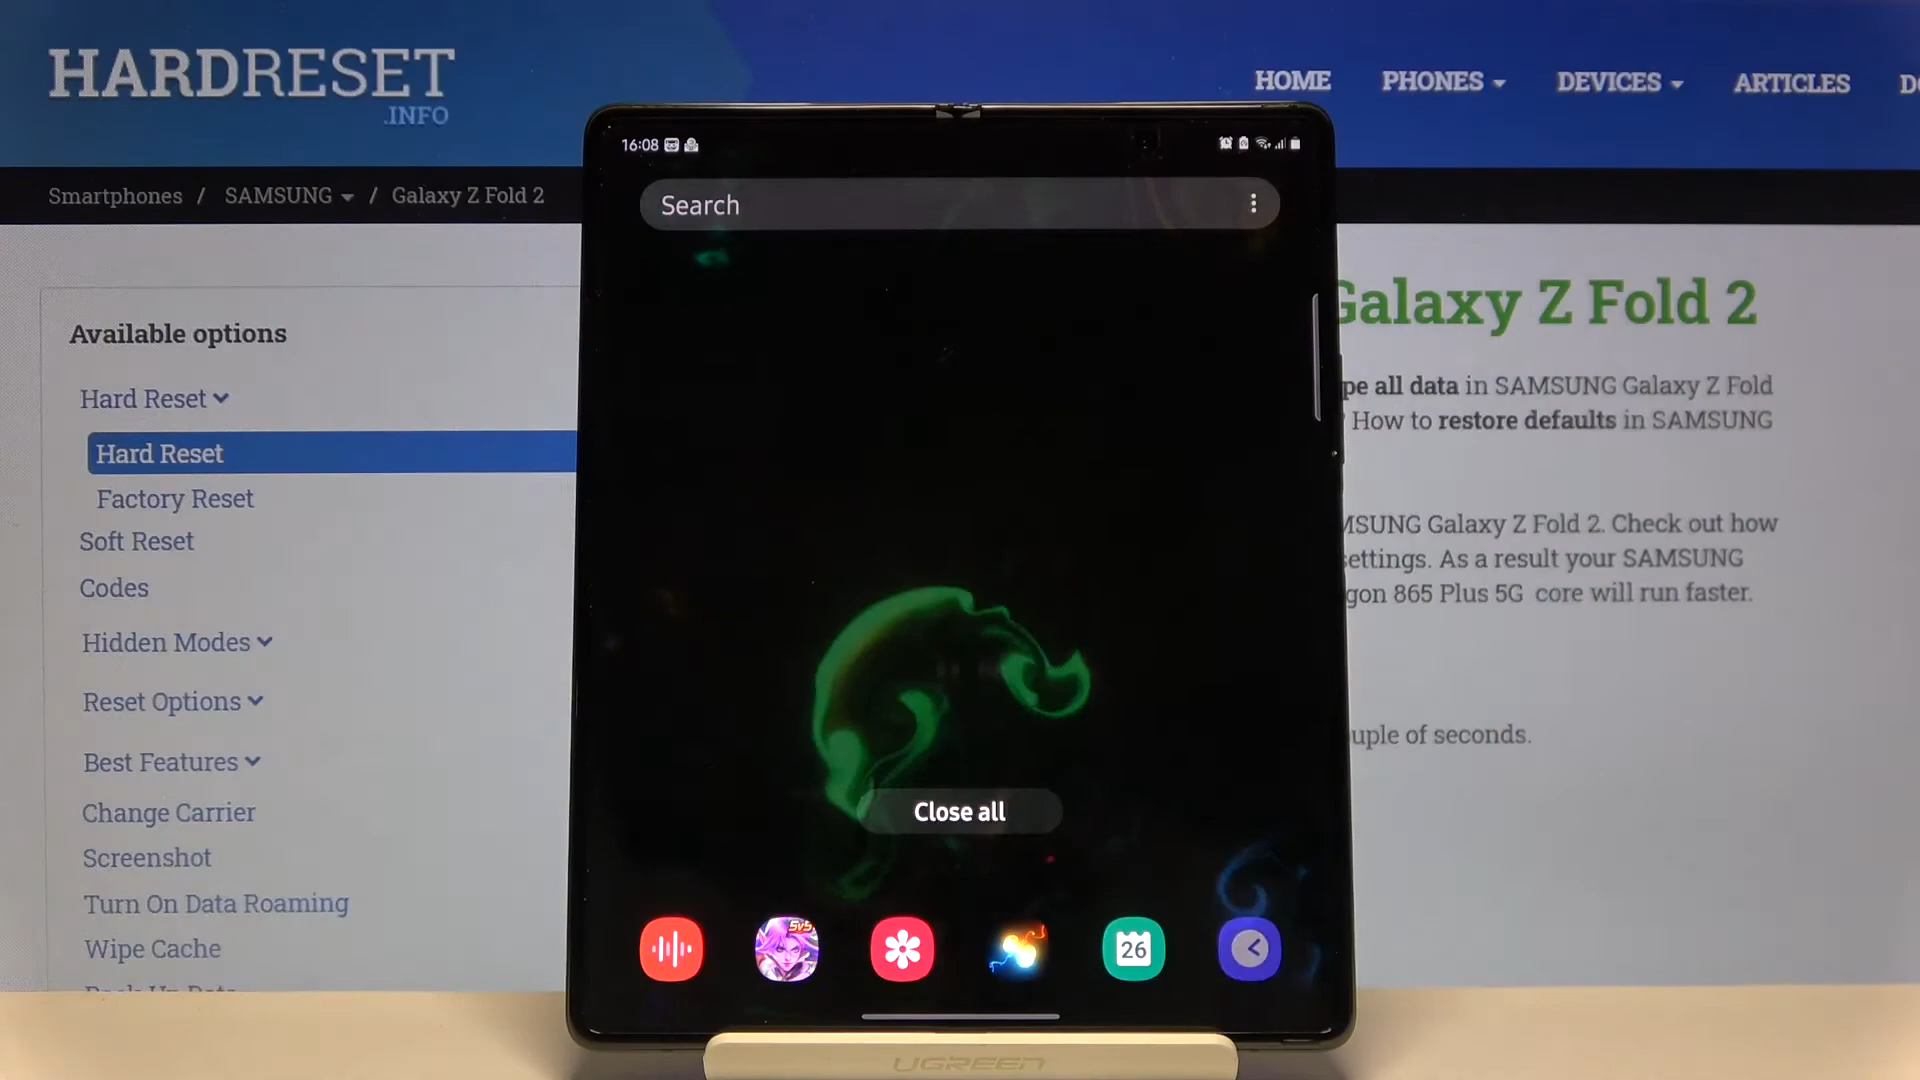 HARDRESET
.INFO
HOME
PHONES
DEVICES
ARTICLES
Smartphones / SAMSUNG / Galaxy Z Fold 2
Available options
Hard Reset
Hard Reset
Factory Reset
Soft Reset
Codes
Hidden Modes
Reset Options
Best Features
Change Carrier
Screenshot
Turn On Data Roaming
Wipe Cache
16:08
Search
Close all
5v5
26
UGREEN
Galaxy Z Fold 2
all data in SAMSUNG Galaxy Z Fold
How to restore defaults in SAMSUNG
Galaxy Z Fold 2. Check out how
settings. As a result your SAMSUNG
865 Plus 5G core will run faster.
of seconds.